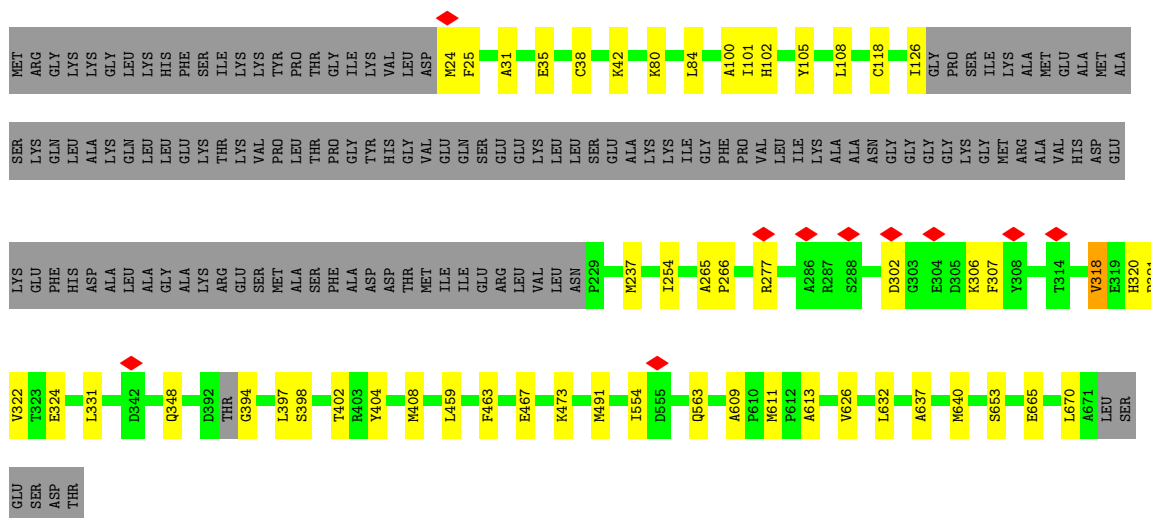 MET ARG GLY LYS LYS GLY LEU LYS HIS PHE SER ILE LYS LYS TYR PRO THR GLY ILE LYS VAL LEU ASP M24 F25 A31 E35 C38 K42 K80 L84 A100 I101 H102 Y105 L108 C118 I126 GLY PRO SER ILE LYS ALA MET GLU ALA MET ALA
SER LYS GLN LEU ALA LYS GLN LEU LEU GLU LYS THR LYS VAL PRO LEU THR PRO GLY TYR HIS GLY VAL GLU GLN SER GLU GLU LYS LEU LEU SER GLU ALA LYS LYS ILE GLY PHE PRO VAL LEU ILE LYS ALA ALA ASN GLY GLY GLY GLY LYS GLY MET ARG ALA VAL HIS ASP GLU
LYS GLU PHE HIS ASP ALA LEU ALA GLY ALA LYS ARG GLU SER MET ALA SER PHE ALA ASP ASP THR MET ILE ILE GLU ARG LEU VAL LEU ASN P229 M237 I254 A265 P266 R277 A286 R287 S288 D302 G303 E304 D305 K306 F307 Y308 T314 V318 E319 H320
V322 T323 E324 L331 D342 Q348 D392 THR G394 L397 S398 T402 R403 Y404 M408 L459 F463 E467 K473 M491 I554 D555 Q563 A609 P610 M611 P612 A613 V626 L632 A637 M640 S653 E665 L670 A671 LEU SER
GLU SER ASP THR